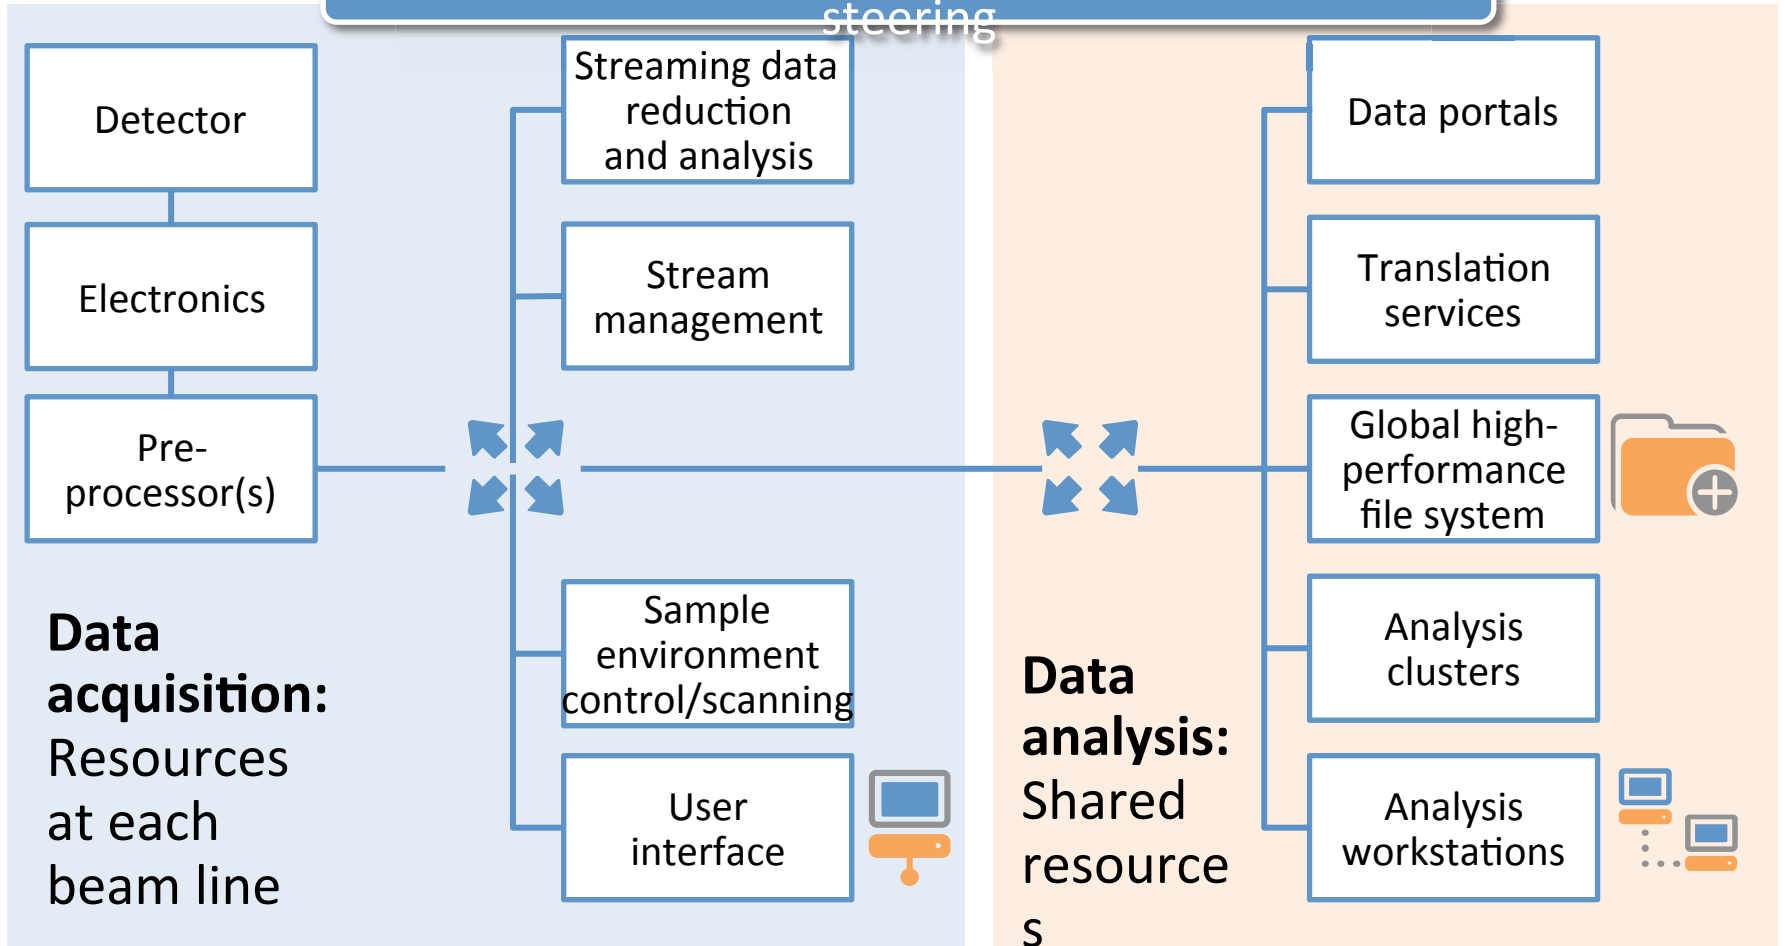 steering
Detector
Electronics
Pre-
processor(s)
Data
acquisition:
Resources
at each
beam line
Streaming data
reduction
and analysis
Stream
management
Sample
environment
control/scanning
User
interface
Data
analysis:
Shared
resource
s
Data portals
Translation
services
Global high-
performance
file system
Analysis
clusters
Analysis
workstations